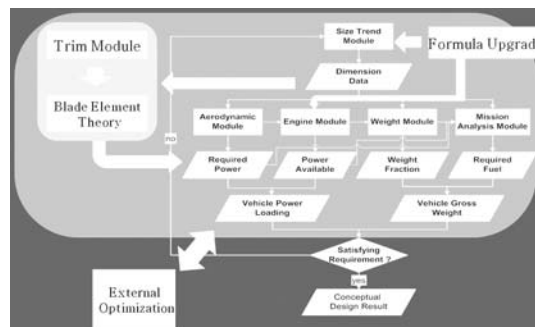 Trim Module
Blade Element
Theory
Size Trend
Module
Formula Upgrad
Dimension
Data
Aerodynamic
Module
Engine Module
Weight Module
Mission
Analysis Module
no
Required
Power
Power
Available
Weight
Fraction
Required
Fuel
Vehicle Power
Loading
Vehicle Gross
Weight
Satisfying
Requirement ?
yes
External
Optimization
Conceptual
Design Result